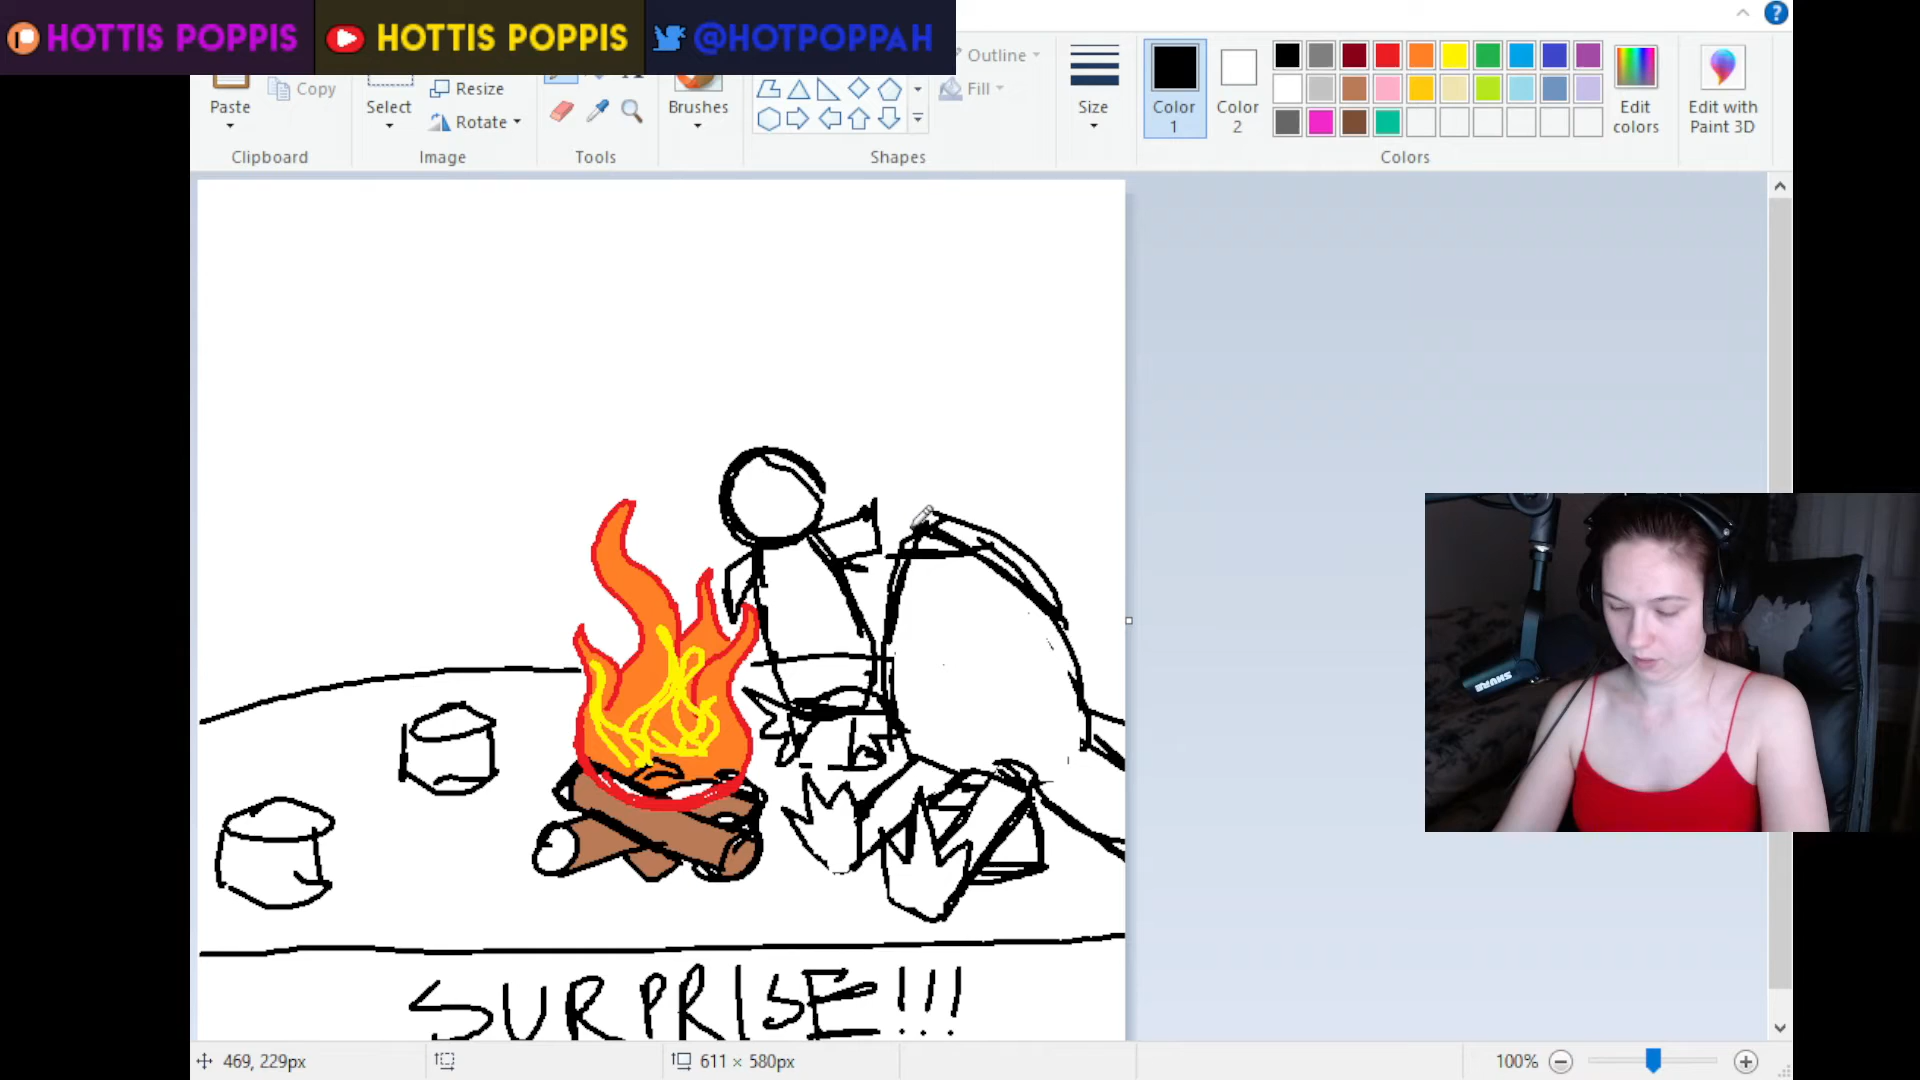 HOTTIS POPPIS HOTTIS POPPIS @HOTPOPPAH
Outline
Copy
Resize
Fill
Paste
Select
Rotate
Brushes
Size
Color 1
Color 2
Edit colors
Edit with Paint 3D
Clipboard
Image
Tools
Shapes
Colors
SHURE
SURPRISE!!!
469, 229px
611 × 580px
100%